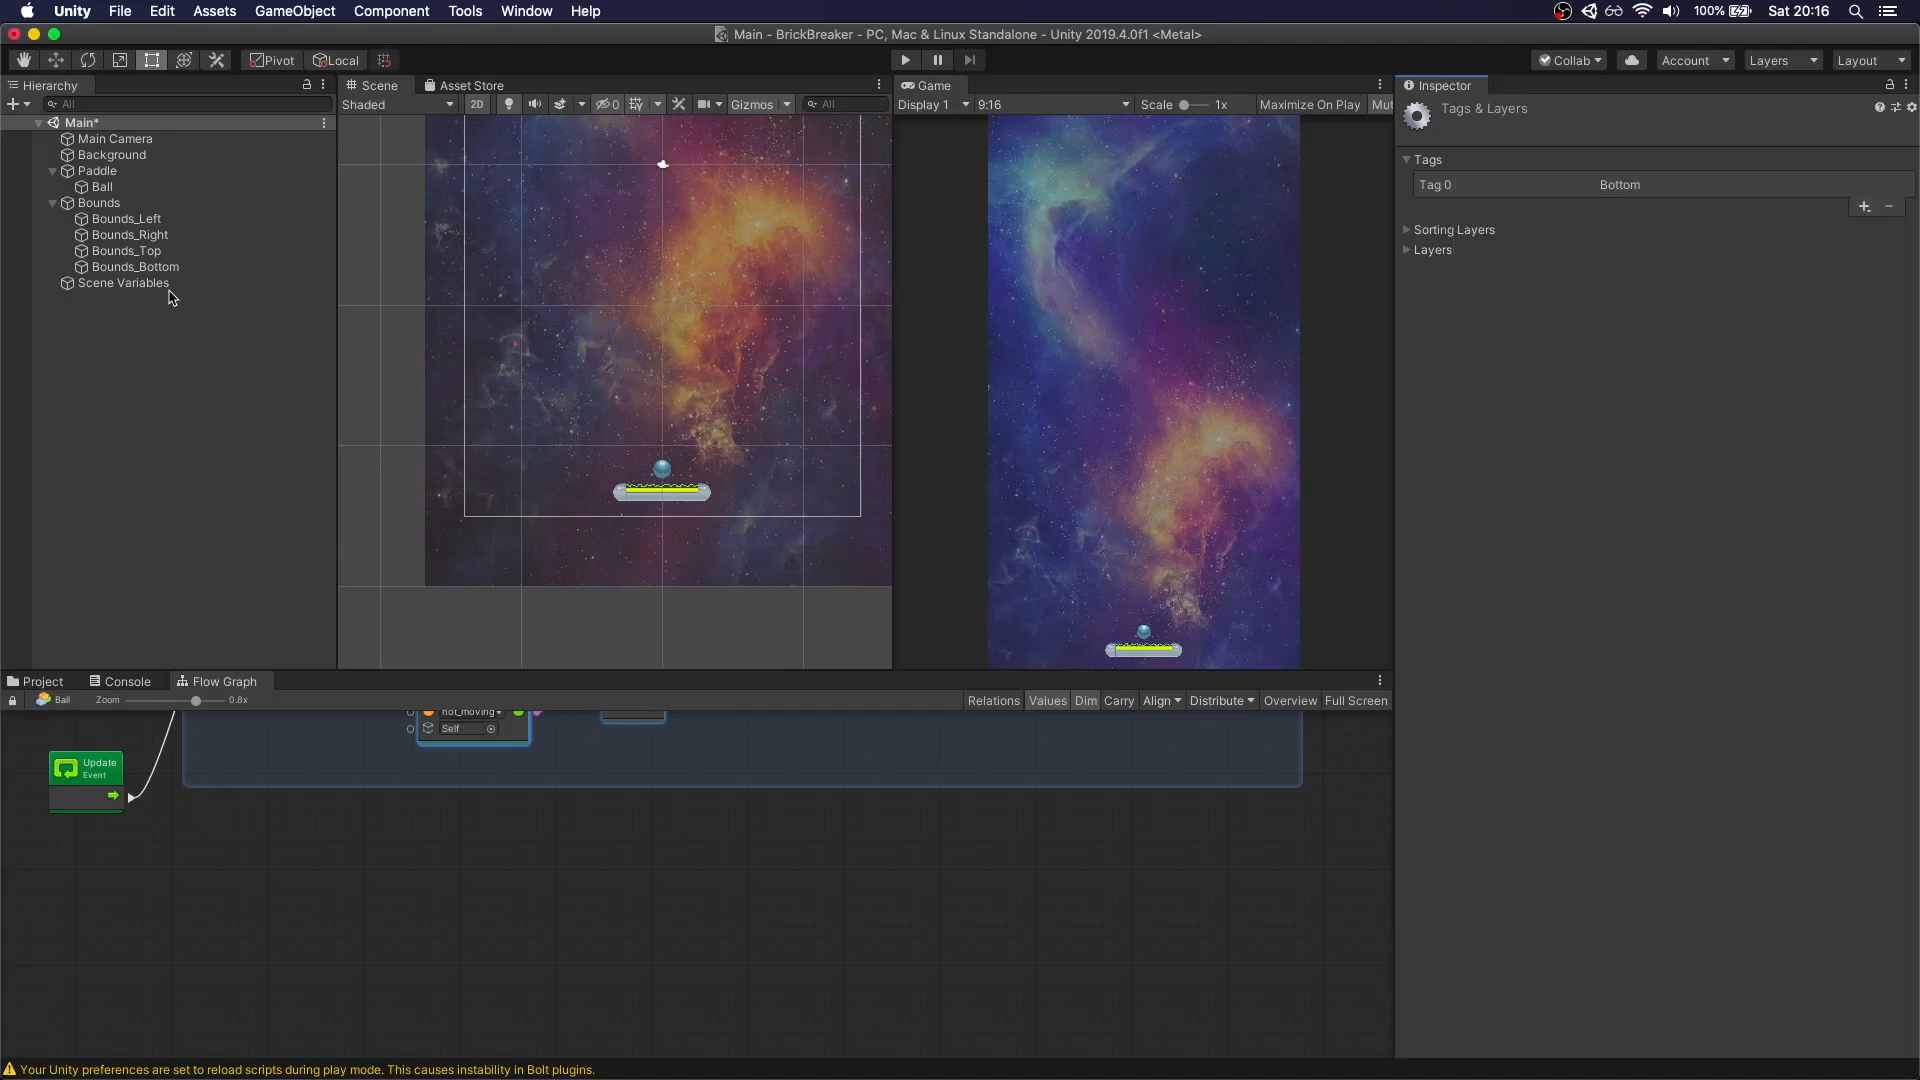 Unity File Edit Assets GameObject Component Tools Window Help 100% Sat 20:16
Main - BrickBreaker - PC, Mac & Linux Standalone - Unity 2019.4.0f1 <Metal>
Pivot Local Collab Account Layers Layout
Hierarchy Scene Asset Store Game Inspector
All Shaded 2D 0 Gizmos All Display 1 9:16 Scale 1x Maximize On Play Mut
Tags & Layers
Main*
Main Camera
Background
Paddle
Ball
Bounds
Bounds_Left
Bounds_Right
Bounds_Top
Bounds_Bottom
Scene Variables
Tags
Tag 0 Bottom
Sorting Layers
Layers
Project Console Flow Graph
Ball Zoom 0.8x Relations Values Dim Carry Align Distribute Overview Full Screen
not_moving
Self
Update
Event
Your Unity preferences are set to reload scripts during play mode. This causes instability in Bolt plugins.